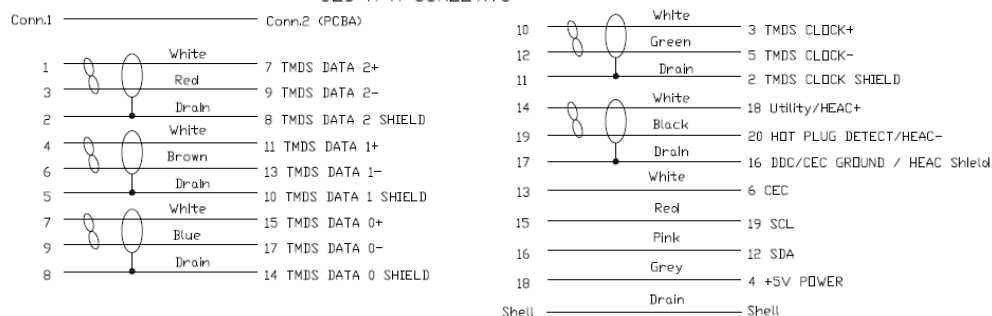 Conn.1 Conn.2 (PCBA)
White
1 7 TMDS DATA 2+
Red
3 9 TMDS DATA 2-
Drain
2 8 TMDS DATA 2 SHIELD
White
4 11 TMDS DATA 1+
Brown
6 13 TMDS DATA 1-
Drain
5 10 TMDS DATA 1 SHIELD
White
7 15 TMDS DATA 0+
Blue
9 17 TMDS DATA 0-
Drain
8 14 TMDS DATA 0 SHIELD
White
10 3 TMDS CLOCK+
Green
12 5 TMDS CLOCK-
Drain
11 2 TMDS CLOCK SHIELD
White
14 18 Utility/HEAC+
Black
19 20 HOT PLUG DETECT/HEAC-
Drain
17 16 DDC/CEC GROUND / HEAC Shield
White
13 6 CEC
Red
15 19 SCL
Pink
16 12 SDA
Grey
18 4 +5V POWER
Drain
Shell Shell